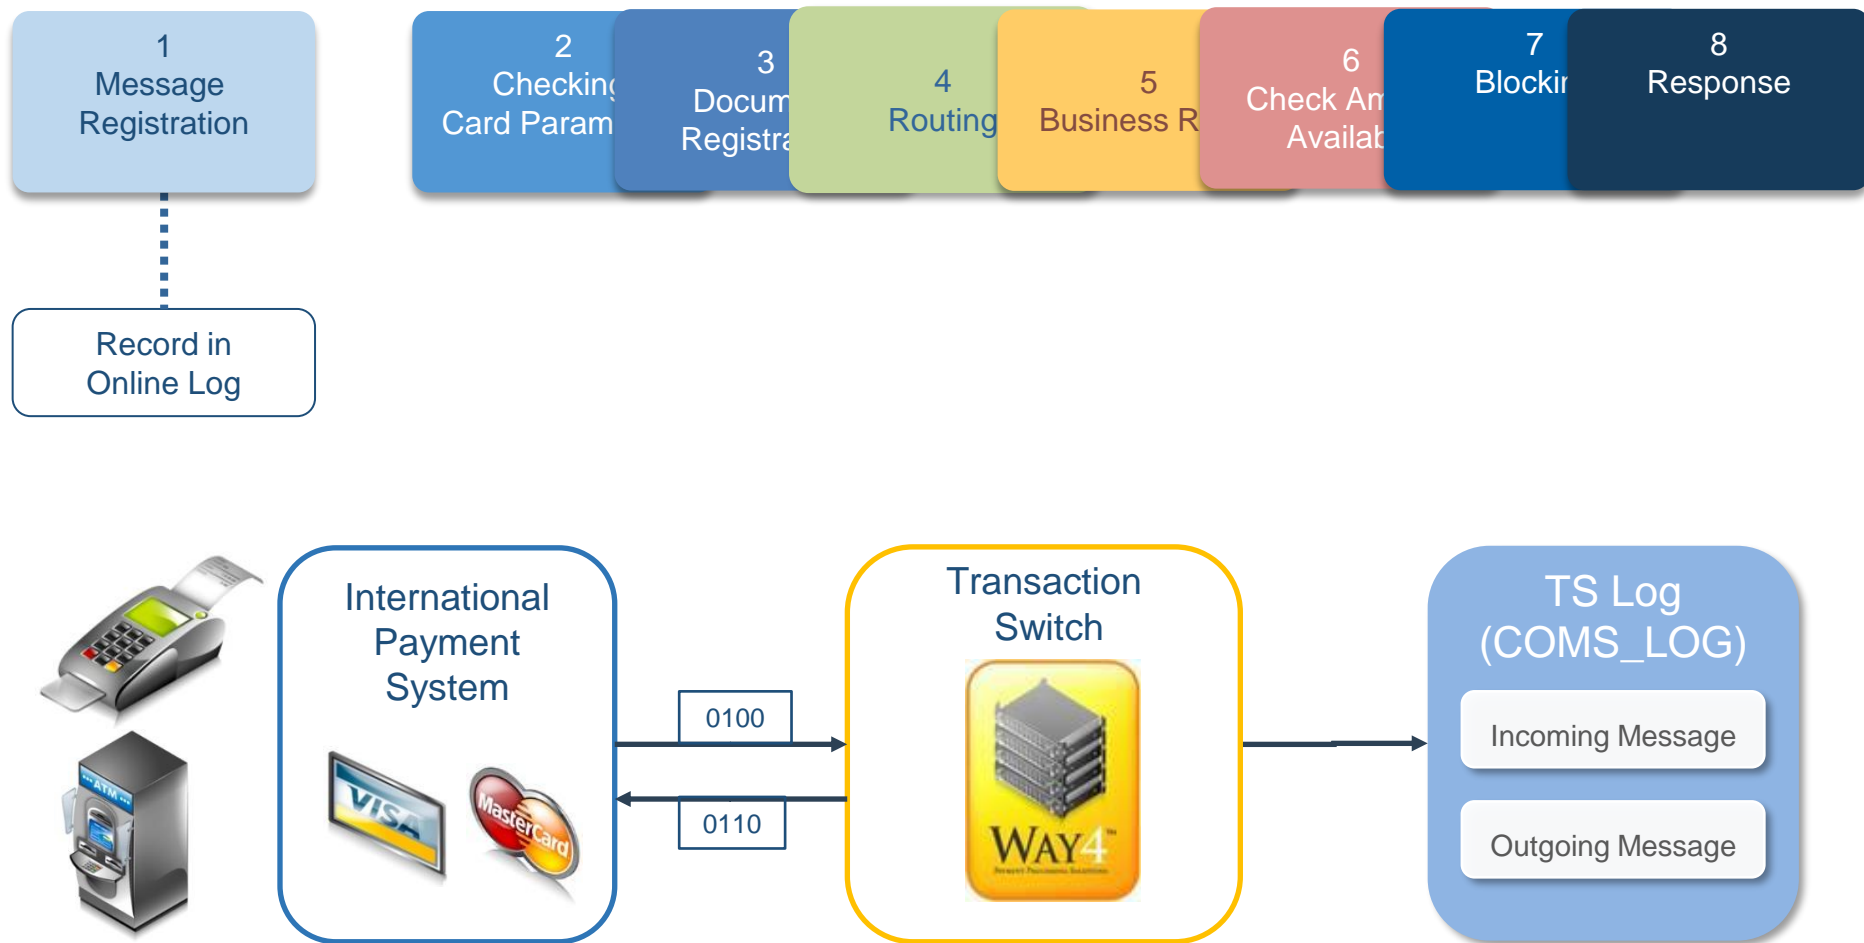 1
Message
Registration
2
Checking
Card Param
3
Docum
Registra
4
Routing
5
Business R
6
Check Am
Availab
7
Blockin
8
Response
Record in
Online Log
International
Payment
System
VISA
MasterCard
ATM
0100
0110
Transaction
Switch
WAY4™
TS Log
(COMS_LOG)
Incoming Message
Outgoing Message